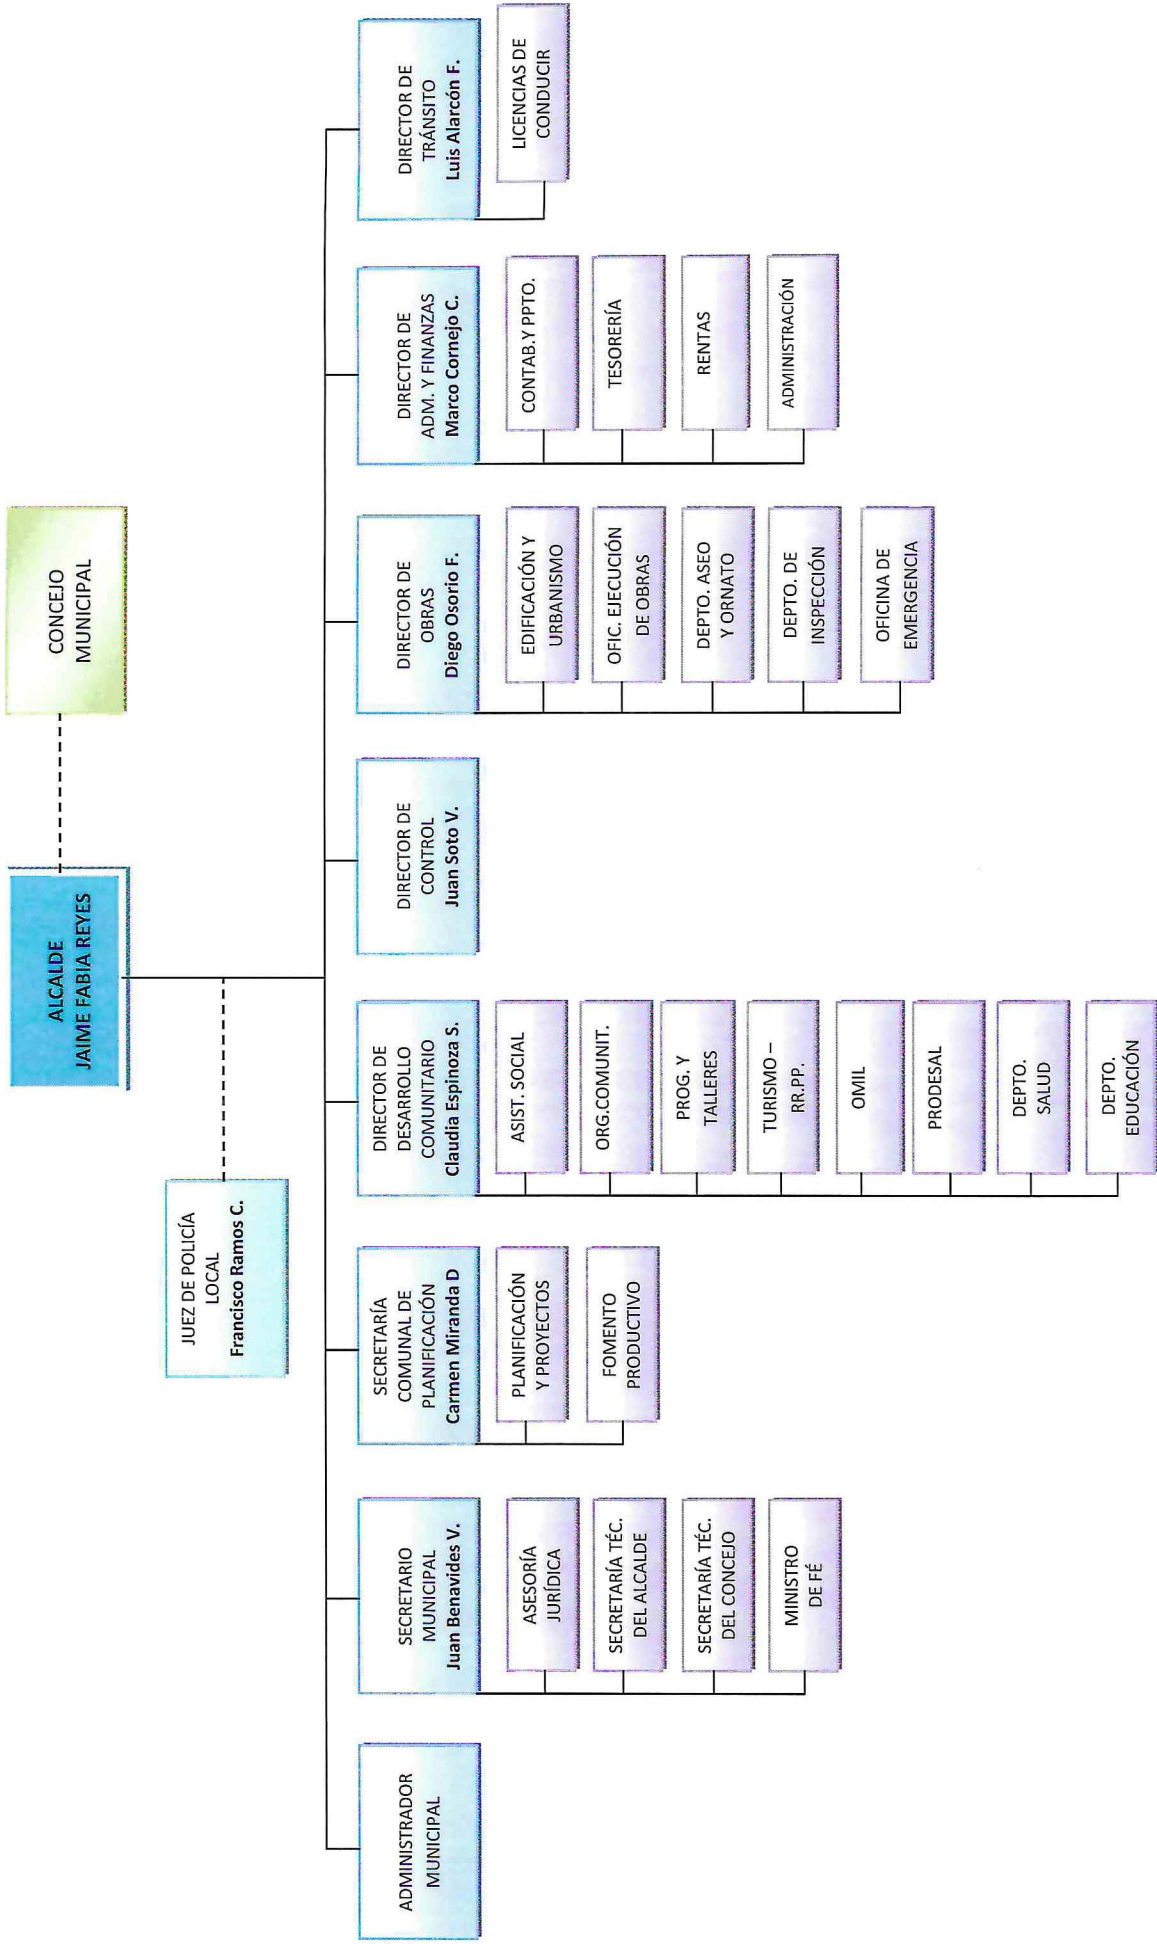 ALCALDE
JAIME FABIA REYES
CONCEJO
MUNICIPAL
JUEZ DE POLICÍA
LOCAL
Francisco Ramos C.
ADMINISTRADOR
MUNICIPAL
SECRETARIO
MUNICIPAL
Juan Benavides V.
ASESORÍA
JURÍDICA
SECRETARÍA TÉC.
DEL ALCALDE
SECRETARÍA TÉC.
DEL CONCEJO
MINISTRO
DE FÉ
SECRETARÍA
COMUNAL DE
PLANIFICACIÓN
Carmen Miranda D
PLANIFICACIÓN
Y PROYECTOS
FOMENTO
PRODUCTIVO
DIRECTOR DE
DESARROLLO
COMUNITARIO
Claudia Espinoza S.
ASIST. SOCIAL
ORG.COMUNIT.
PROG. Y
TALLERES
TURISMO –
RR.PP.
OMIL
PRODESAL
DEPTO.
SALUD
DEPTO.
EDUCACIÓN
DIRECTOR DE
CONTROL
Juan Soto V.
DIRECTOR DE
OBRAS
Diego Osorio F.
EDIFICACIÓN Y
URBANISMO
OFIC. EJECUCIÓN
DE OBRAS
DEPTO. ASEO
Y ORNATO
DEPTO. DE
INSPECCIÓN
OFICINA DE
EMERGENCIA
DIRECTOR DE
ADM. Y FINANZAS
Marco Cornejo C.
CONTAB.Y PPTO.
TESORERÍA
RENTAS
ADMINISTRACIÓN
DIRECTOR DE
TRÁNSITO
Luis Alarcón F.
LICENCIAS DE
CONDUCIR